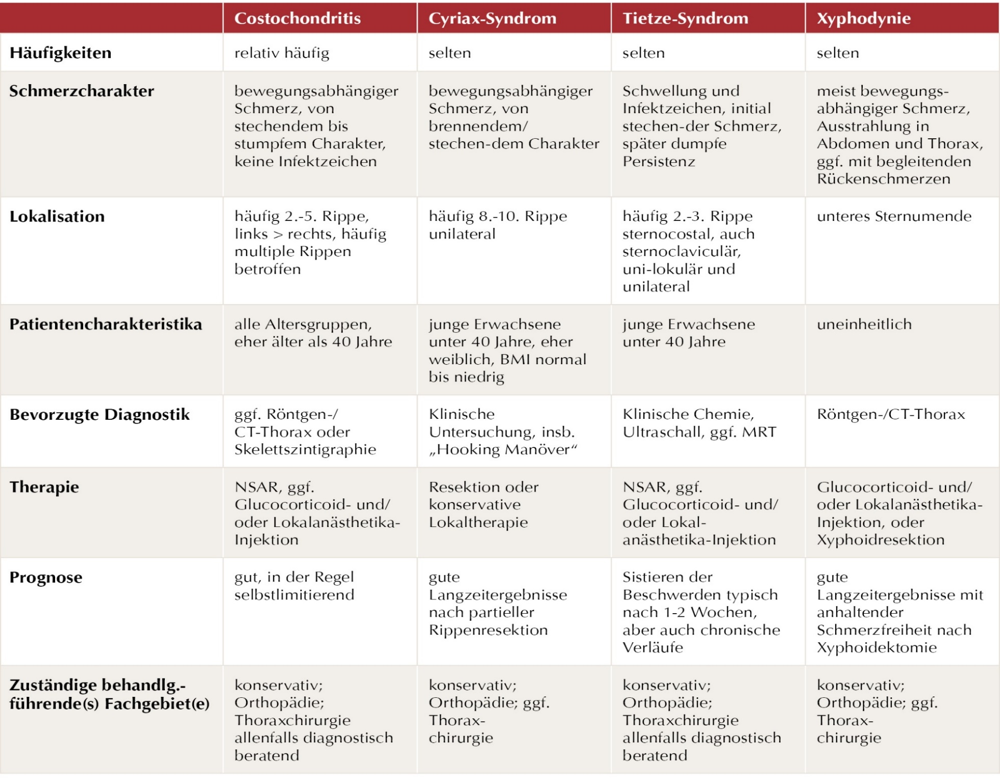 Costochondritis
Cyriax-Syndrom
Tietze-Syndrom
Xyphodynie
Häufigkeiten
relativ häufig
selten
selten
selten
Schmerzcharakter
bewegungsabhängiger
Schmerz, von
stechendem bis
stumpfem Charakter,
keine Infektzeichen
bewegungsabhängiger
Schmerz, von
brennendem/
stechen-dem Charakter
Schwellung und
Infektzeichen, initial
stechen-der Schmerz,
später dumpfe
Persistenz
meist bewegungs-
abhängiger Schmerz,
Ausstrahlung in
Abdomen und Thorax,
ggf. mit begleitenden
Rückenschmerzen
Lokalisation
häufig 2.-5. Rippe,
links > rechts, häufig
multiple Rippen
betroffen
häufig 8.-10. Rippe
unilateral
häufig 2.-3. Rippe
sternocostal, auch
sternoclaviculär,
uni-lokulär und
unilateral
unteres Sternumende
Patientencharakteristika
alle Altersgruppen,
eher älter als 40 Jahre
junge Erwachsene
unter 40 Jahre, eher
weiblich, BMI normal
bis niedrig
junge Erwachsene
unter 40 Jahre
uneinheitlich
Bevorzugte Diagnostik
ggf. Röntgen-/
CT-Thorax oder
Skelettszintigraphie
Klinische
Untersuchung, insb.
„Hooking Manöver“
Klinische Chemie,
Ultraschall, ggf. MRT
Röntgen-/CT-Thorax
Therapie
NSAR, ggf.
Glucocorticoid- und/
oder Lokalanästhetika-
Injektion
Resektion oder
konservative
Lokaltherapie
NSAR, ggf.
Glucocorticoid- und/
oder Lokal-
anästhetika-Injektion
Glucocorticoid- und/
oder Lokalanästhetika-
Injektion, oder
Xyphoidresektion
Prognose
gut, in der Regel
selbstlimitierend
gute
Langzeitergebnisse
nach partieller
Rippenresektion
Sistieren der
Beschwerden typisch
nach 1-2 Wochen,
aber auch chronische
Verläufe
gute
Langzeitergebnisse mit
anhaltender
Schmerzfreiheit nach
Xyphoidektomie
Zuständige behandlg.-
führende(s) Fachgebiet(e)
konservativ;
Orthopädie;
Thoraxchirurgie
allenfalls diagnostisch
beratend
konservativ;
Orthopädie; ggf.
Thorax-
chirurgie
konservativ;
Orthopädie;
Thoraxchirurgie
allenfalls diagnostisch
beratend
konservativ;
Orthopädie; ggf.
Thorax-
chirurgie